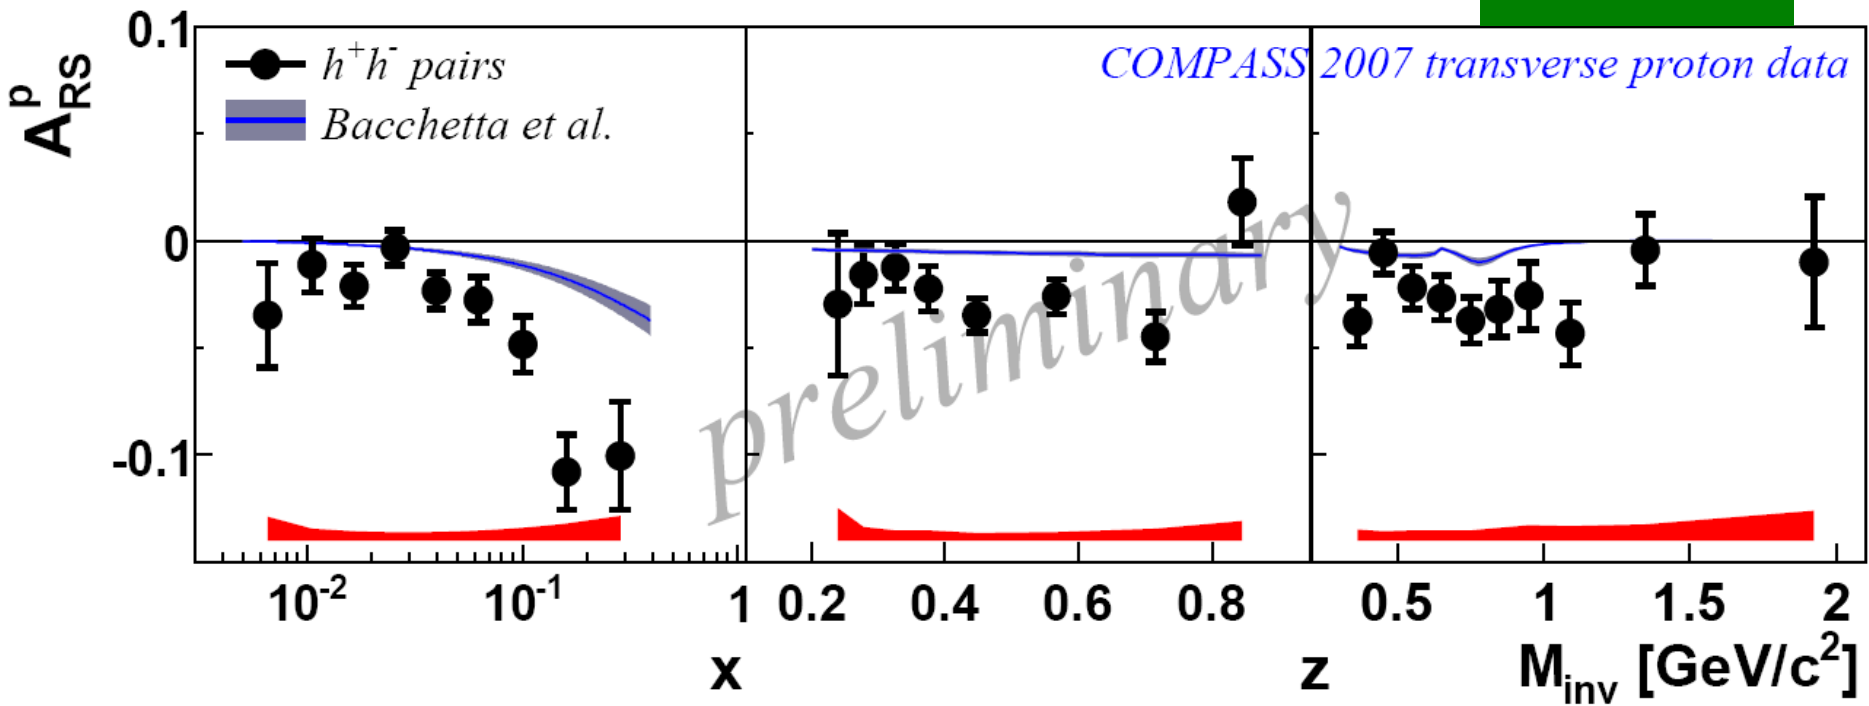 0.1
A^p_RS
h⁺h⁻ pairs
Bacchetta et al.
COMPASS 2007 transverse proton data
0
-0.1
preliminary
10⁻² 10⁻¹ 1 0.2 0.4 0.6 0.8 0.5 1 1.5 2
x z M_inv [GeV/c²]